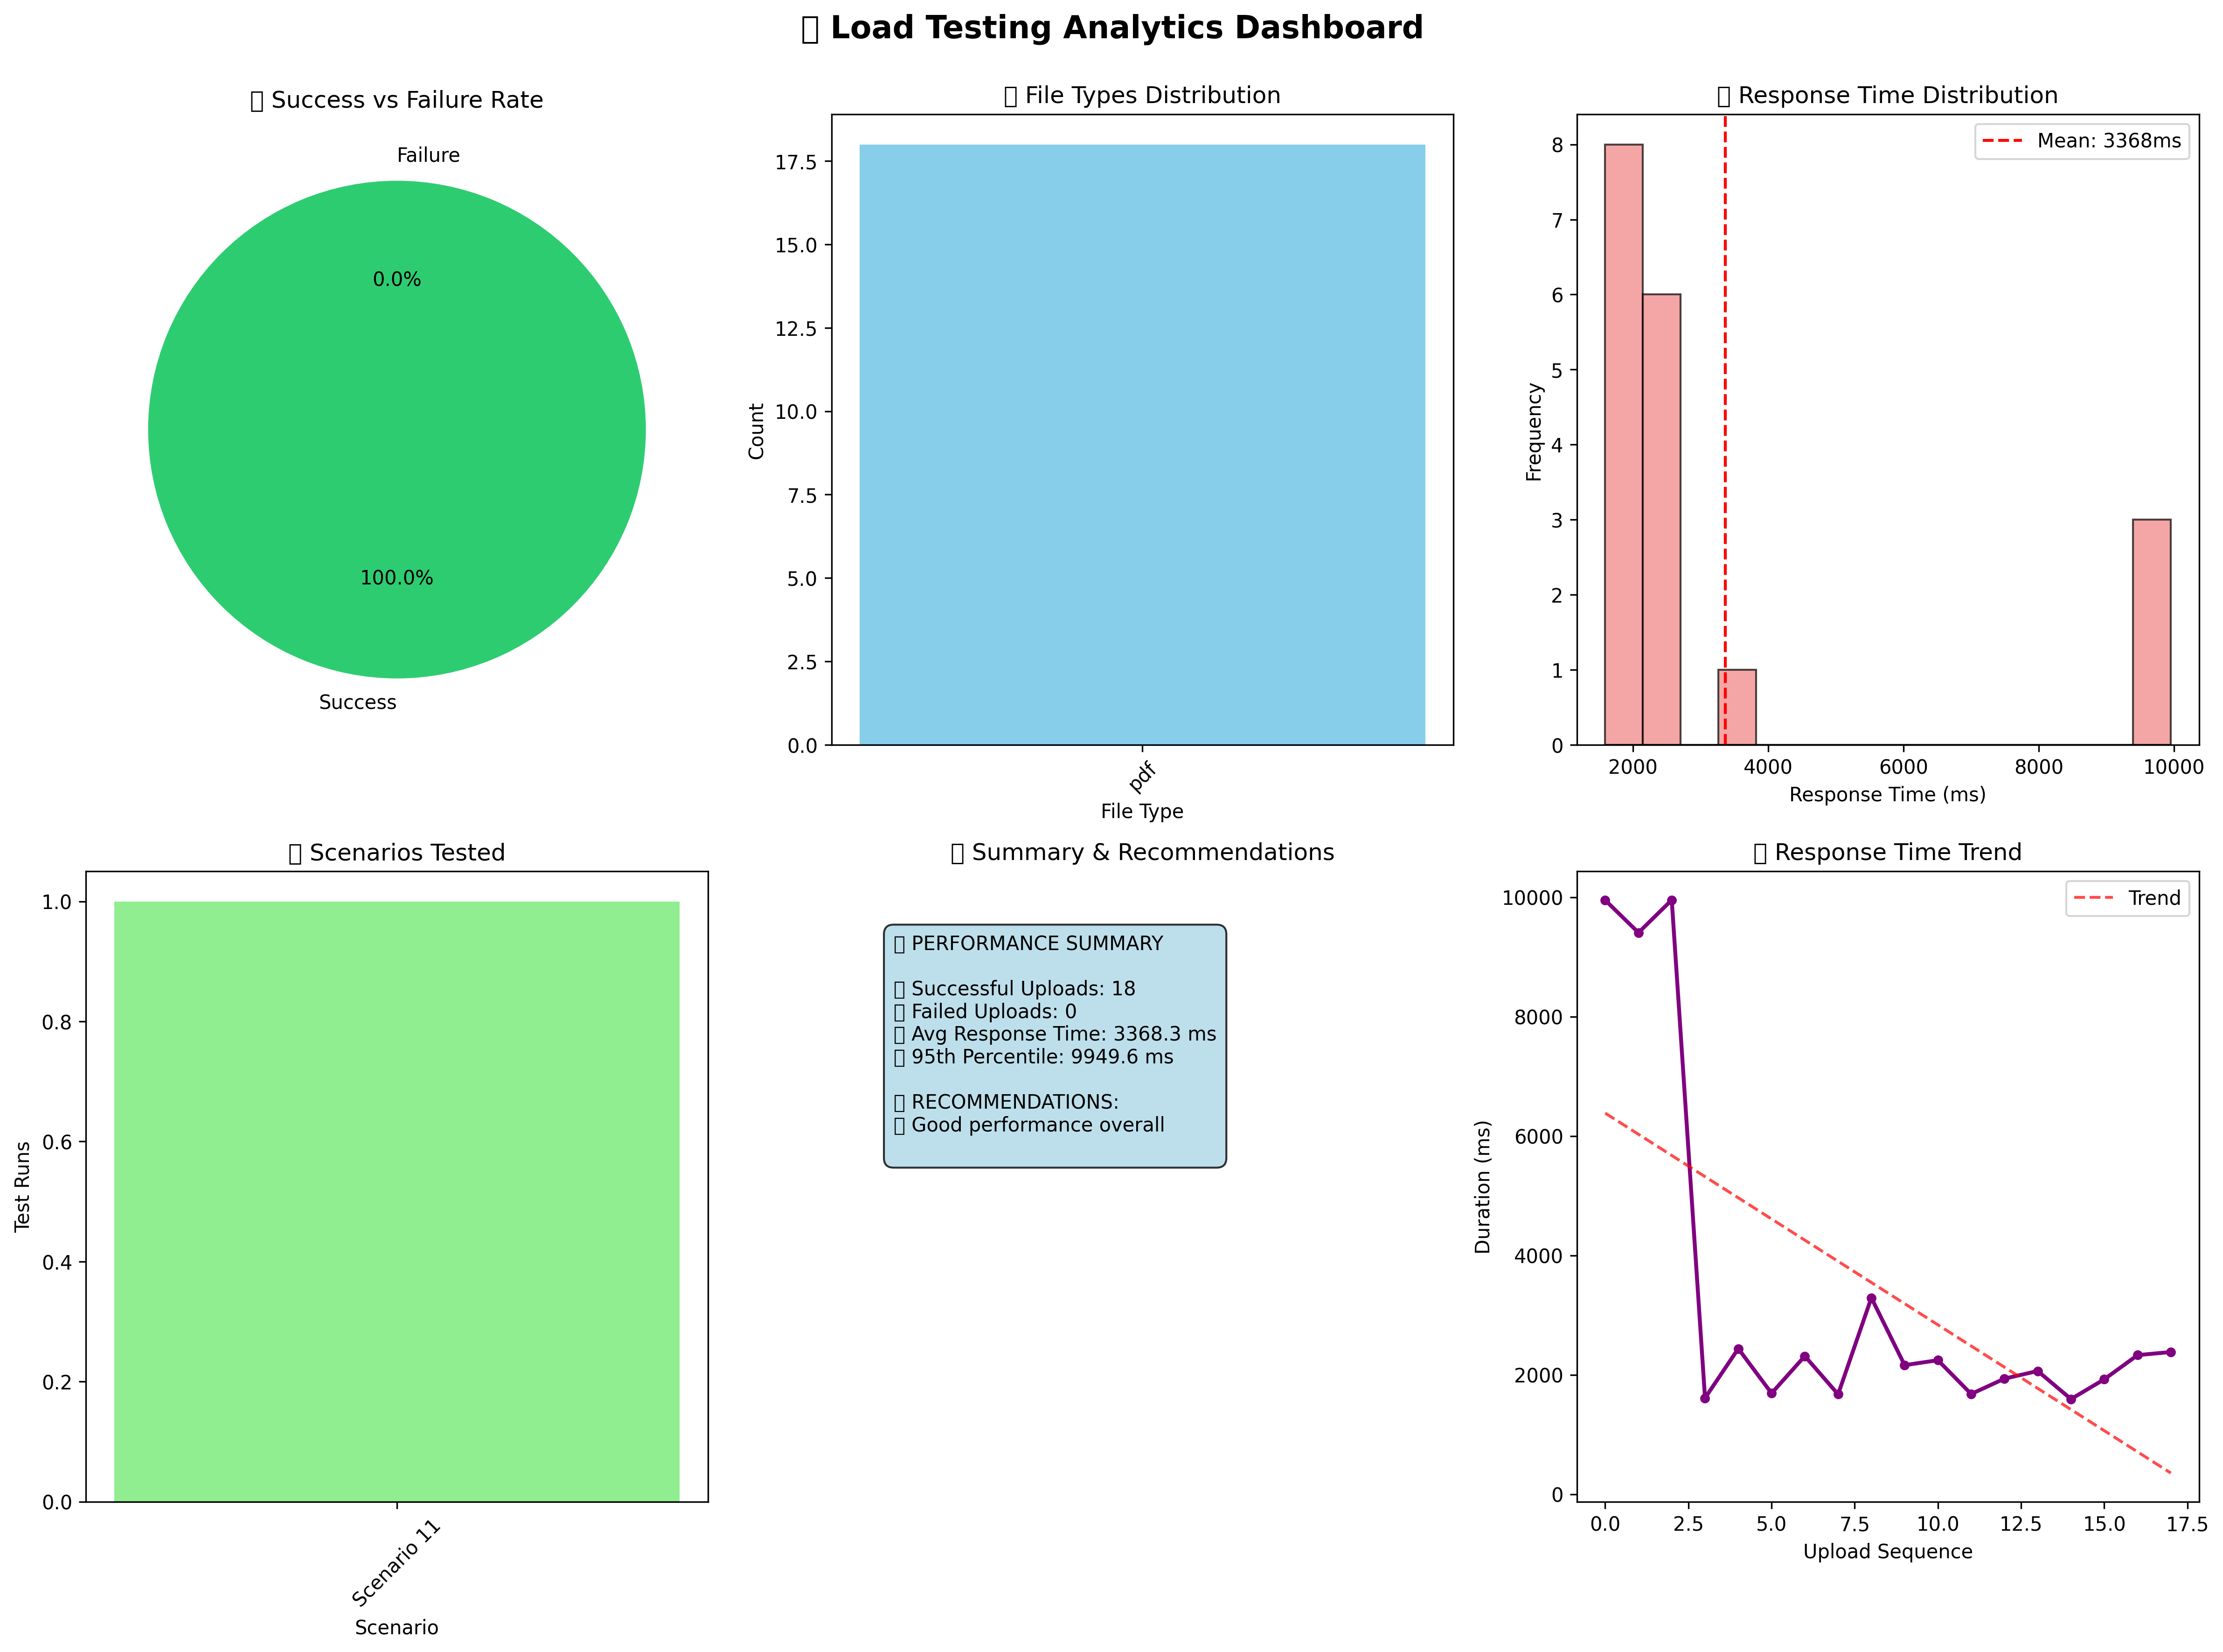 ▯ Load Testing Analytics Dashboard
▯ Success vs Failure Rate
Failure
0.0%
100.0%
Success
▯ File Types Distribution
Count
17.5
15.0
12.5
10.0
7.5
5.0
2.5
0.0
pdf
File Type
▯ Response Time Distribution
Mean: 3368ms
Frequency
8
7
6
5
4
3
2
1
0
2000 4000 6000 8000 10000
Response Time (ms)
▯ Scenarios Tested
Test Runs
1.0
0.8
0.6
0.4
0.2
0.0
Scenario 11
Scenario
▯ Summary & Recommendations
▯ PERFORMANCE SUMMARY
▯ Successful Uploads: 18
▯ Failed Uploads: 0
▯ Avg Response Time: 3368.3 ms
▯ 95th Percentile: 9949.6 ms
▯ RECOMMENDATIONS:
▯ Good performance overall
▯ Response Time Trend
Trend
Duration (ms)
10000
8000
6000
4000
2000
0
0.0 2.5 5.0 7.5 10.0 12.5 15.0 17.5
Upload Sequence